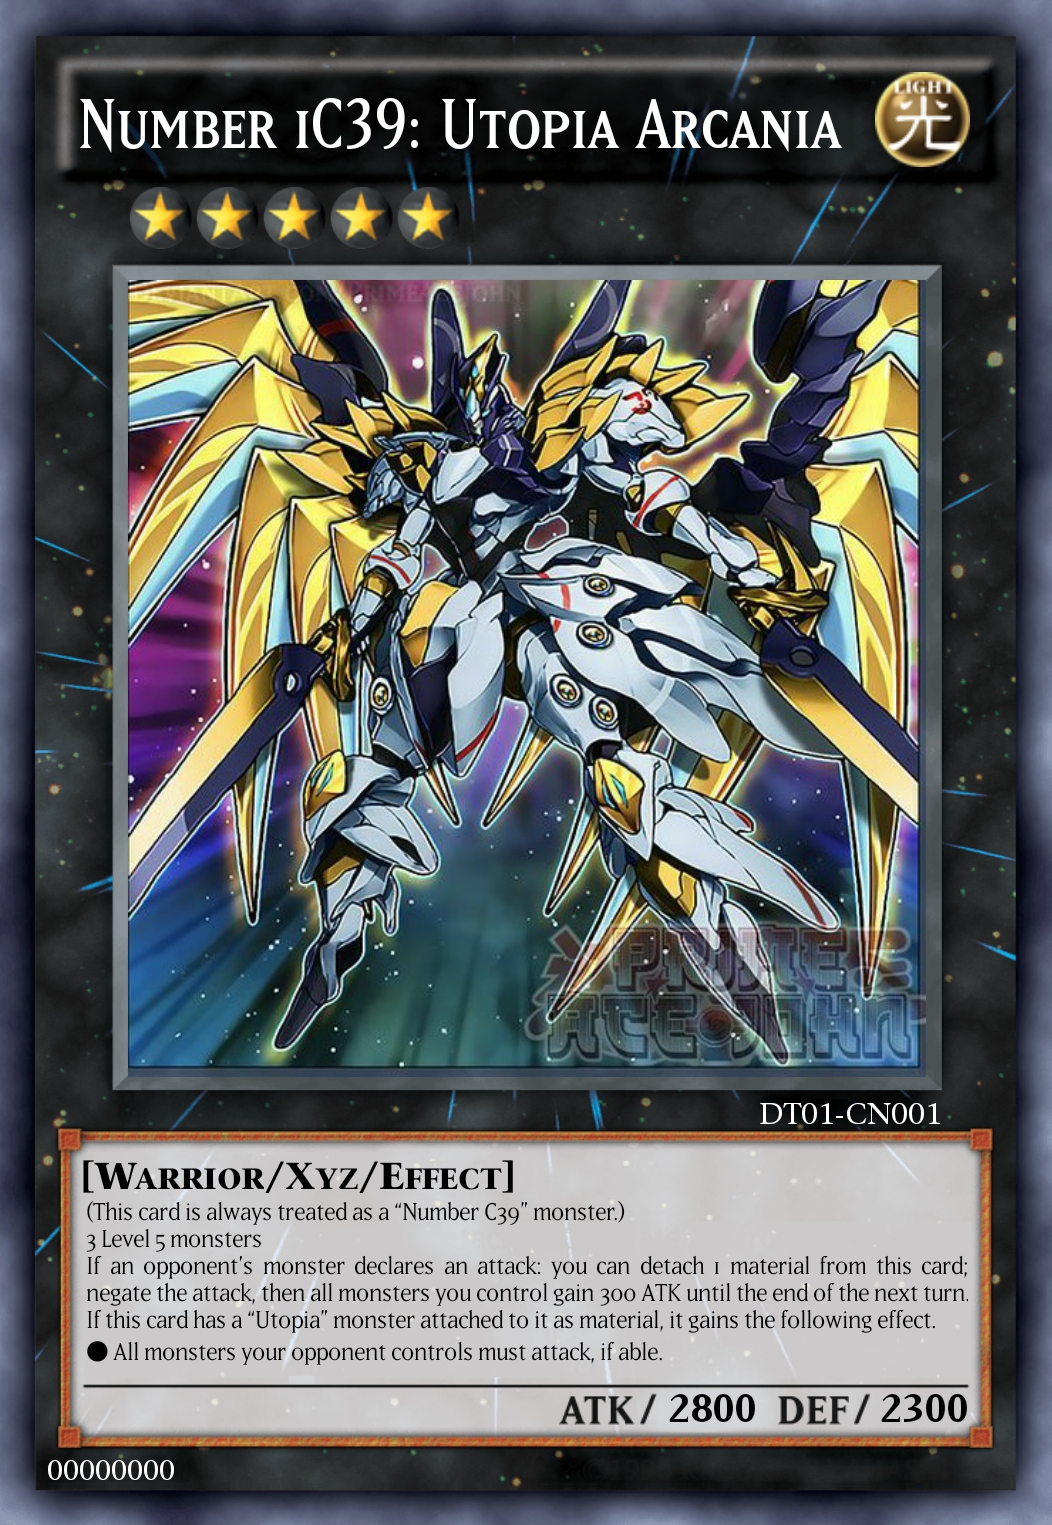 Number iC39: Utopia Arcania
LIGHT
光
39
PRIME
ACE JOHN
DT01-CN001
[Warrior/Xyz/Effect]
(This card is always treated as a “Number C39” monster.)
3 Level 5 monsters
If an opponent's monster declares an attack: you can detach 1 material from this card;
negate the attack, then all monsters you control gain 300 ATK until the end of the next turn.
If this card has a “Utopia” monster attached to it as material, it gains the following effect.
● All monsters your opponent controls must attack, if able.
ATK/ 2800 DEF/ 2300
00000000